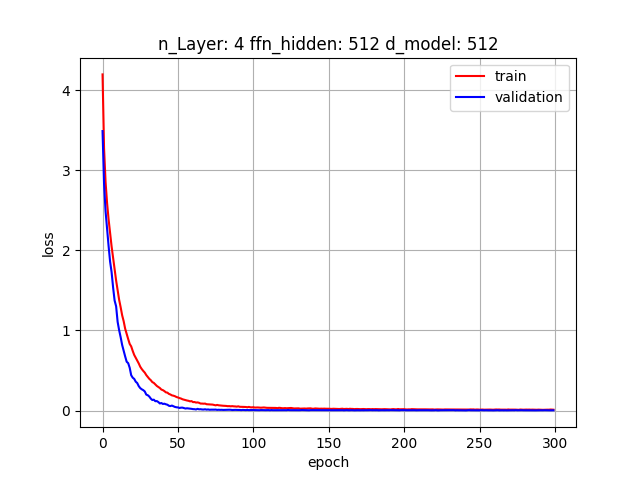 n_Layer: 4 ffn_hidden: 512 d_model: 512
train
validation
4
3
2
1
0
loss
0 50 100 150 200 250 300
epoch